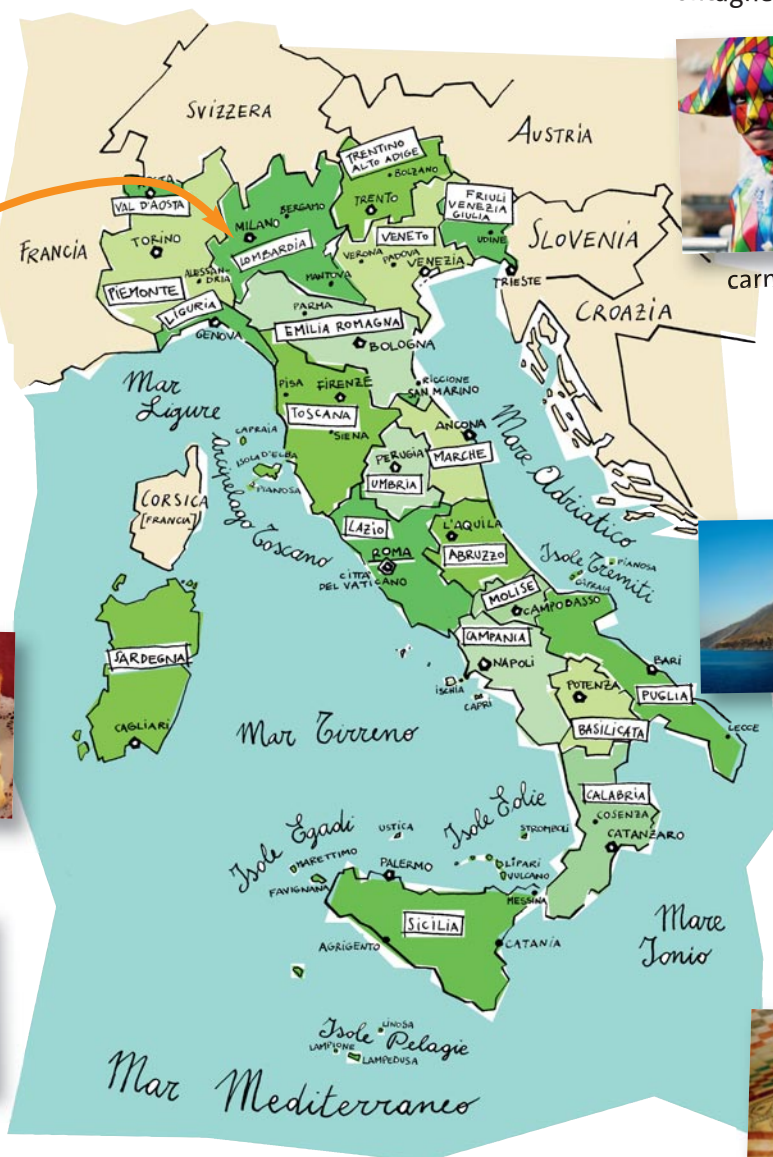 SVIZZERA
AUSTRIA
TRENTINO
ALTO ADIGE
BOLZANO
TRENTO
VAL D'AOSTA
FRIULI
VENEZIA
GIULIA
UDINE
SLOVENIA
FRANCIA
TORINO
MILANO
BERGAMO
LOMBARDIA
VENETO
VERONA
PADOVA
VENEZIA
TRIESTE
ALESSAN-
DRIA
MANTOVA
carn
CROAZIA
PIEMONTE
LIGURIA
GENOVA
PARMA
EMILIA ROMAGNA
BOLOGNA
Mar
Ligure
PISA
FIRENZE
RICCIONE
SAN MARINO
TOSCANA
SIENA
ANCONA
MARCHE
Mare Adriatico
CAPRAIA
ISOLA D'ELBA
PIANOSA
Arcipelago Toscano
PERUGIA
UMBRIA
CORSICA
[FRANCIA]
LAZIO
ROMA
CITTÀ
DEL VATICANO
L'AQUILA
ABRUZZO
Isole Tremiti
PIANOSA
CAPRAIA
MOLISE
CAMPOBASSO
SARDEGNA
CAGLIARI
CAMPANIA
NAPOLI
ISCHIA
CAPRI
BARI
PUGLIA
POTENZA
BASILICATA
LECCE
Mar Tirreno
CALABRIA
COSENZA
CATANZARO
Isole Egadi
MARETTIMO
FAVIGNANA
USTICA
Isole Eolie
STROMBOLI
LIPARI
VULCANO
PALERMO
MESSINA
SICILIA
AGRIGENTO
CATANIA
Mare
Jonio
Isole Pelagie
LINOSA
LAMPIONE
LAMPEDUSA
Mar Mediterraneo